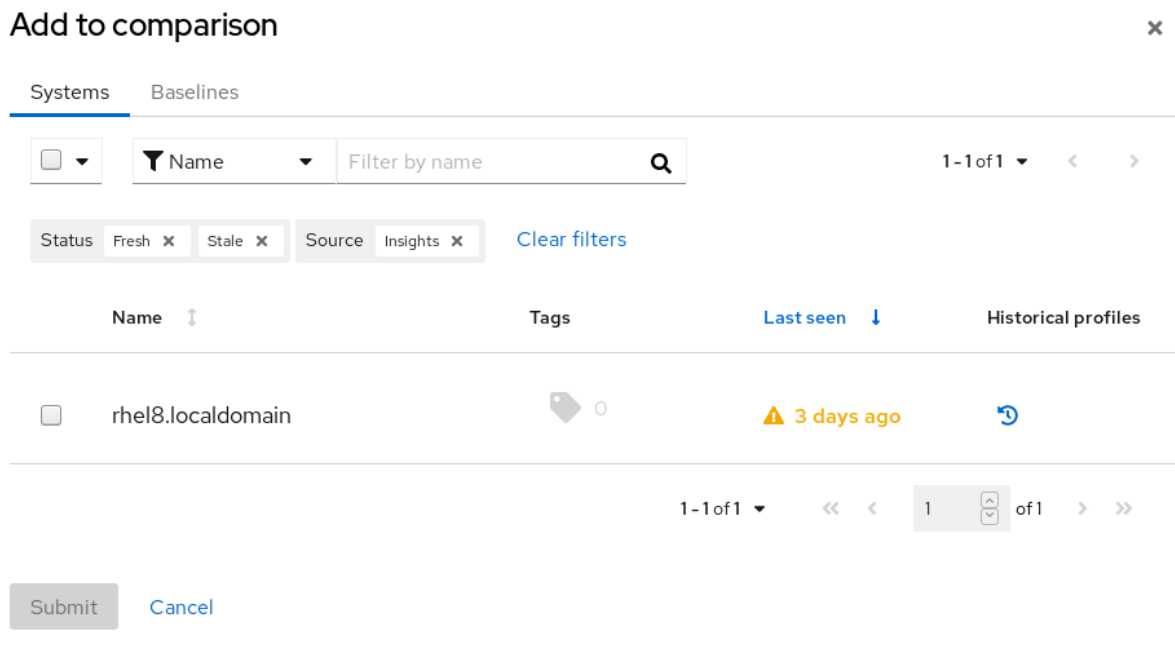 Add to comparison
Systems Baselines
Name Filter by name 1 - 1 of 1
Status Fresh Stale Source Insights Clear filters
Name Tags Last seen Historical profiles
rhel8.localdomain 0 3 days ago
1 - 1 of 1 1 of 1
Submit Cancel